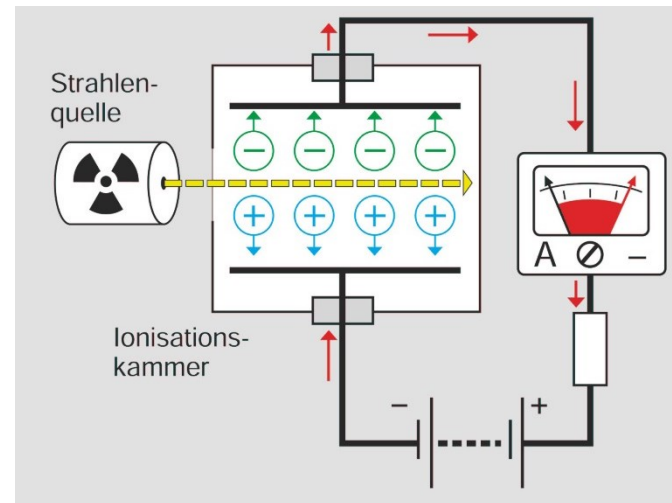 Strahlen-
quelle
− − − −
+ + + +
A −
Ionisations-
kammer
− +